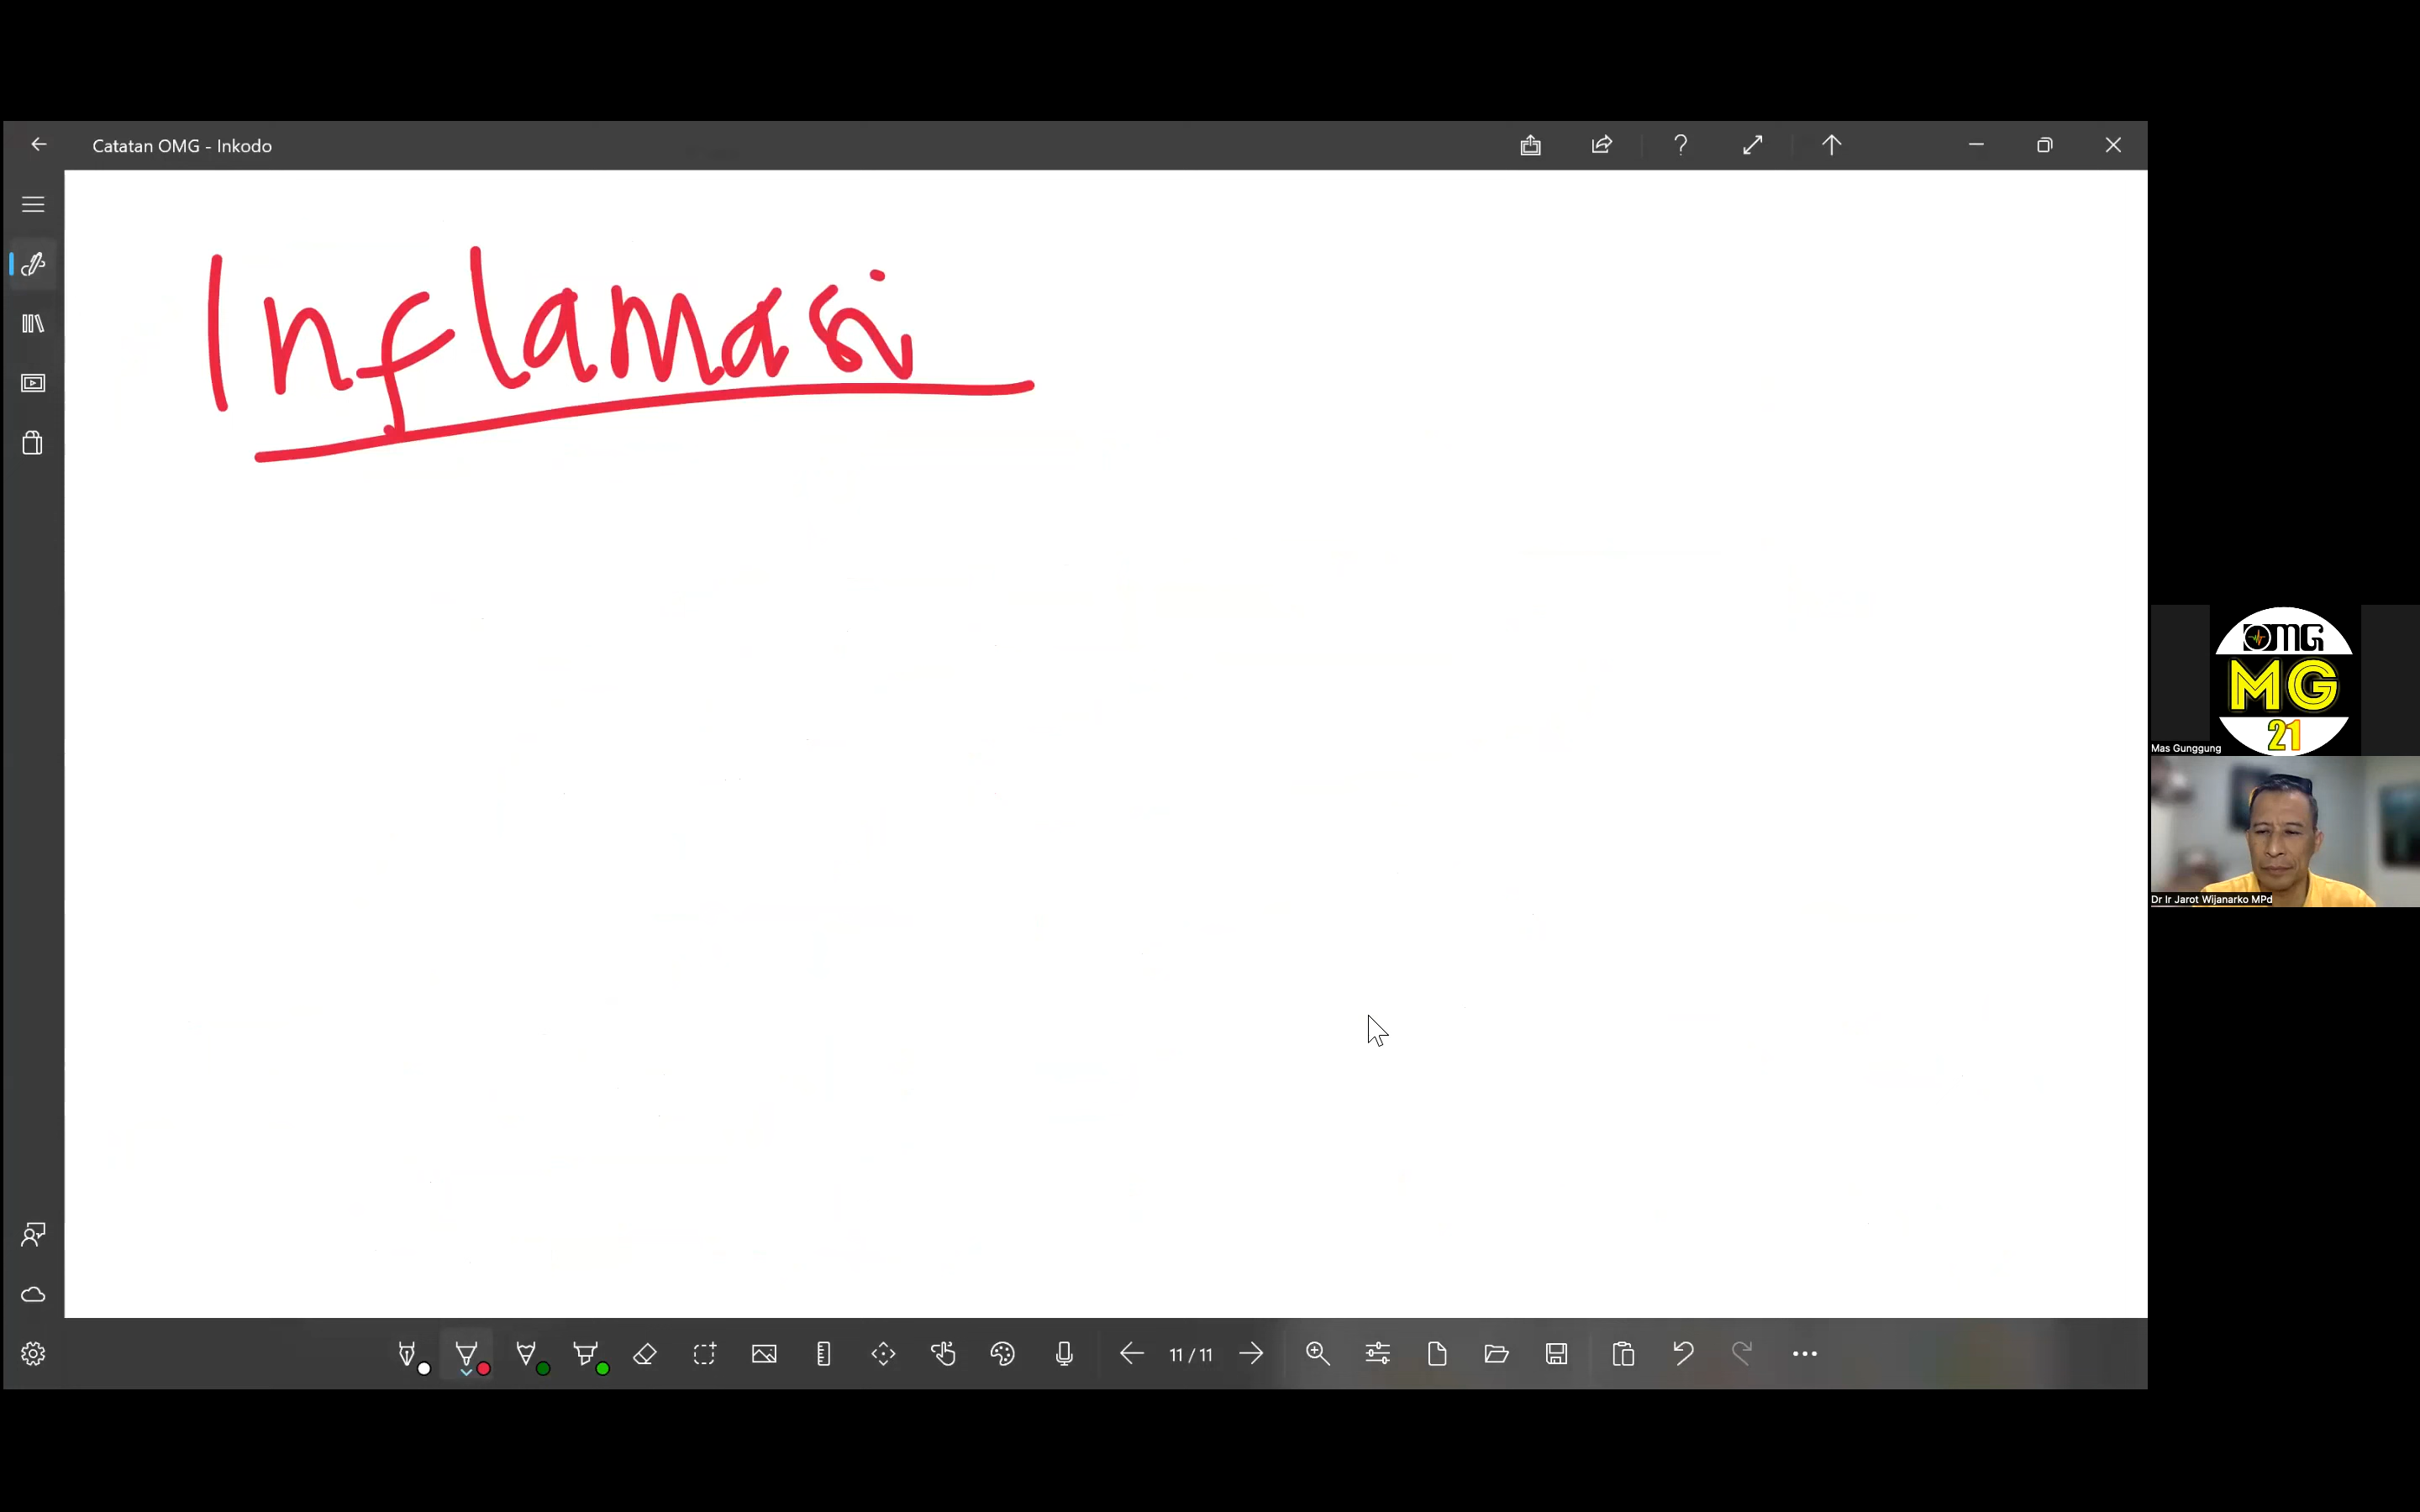 Catatan OMG - Inkodo
Inflamasi
OMG
MG
21
Mas Gunggung
Dr Ir Jarot Wijanarko MPd
11 / 11